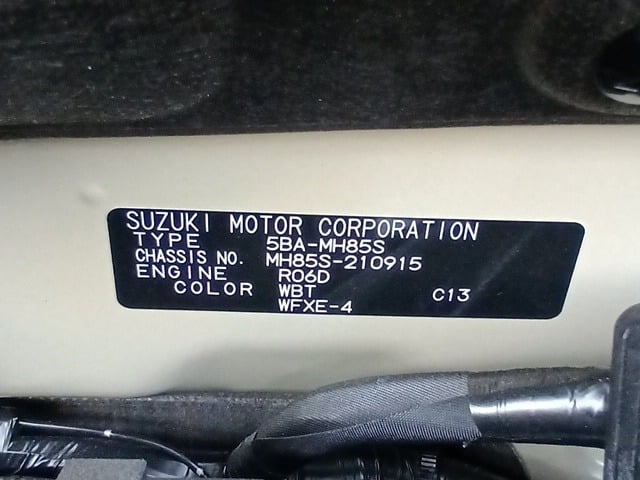 SUZUKI MOTOR CORPORATION
TYPE 5BA-MH85S
CHASSIS NO. MH85S-210915
ENGINE R06D
COLOR WBT C13
WFXE-4